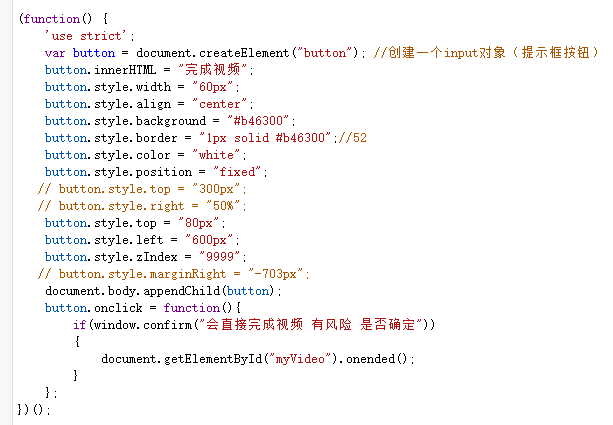 (function() {
    'use strict';
    var button = document.createElement("button"); //创建一个input对象（提示框按钮）
    button.innerHTML = "完成视频";
    button.style.width = "60px";
    button.style.align = "center";
    button.style.background = "#b46300";
    button.style.border = "1px solid #b46300";//52
    button.style.color = "white";
    button.style.position = "fixed";
   // button.style.top = "300px";
   // button.style.right = "50%";
    button.style.top = "80px";
    button.style.left = "600px";
    button.style.zIndex = "9999";
   // button.style.marginRight = "-703px";
    document.body.appendChild(button);
    button.onclick = function(){
        if(window.confirm("会直接完成视频 有风险 是否确定"))
        {
            document.getElementById("myVideo").onended();
        }
    };
})();